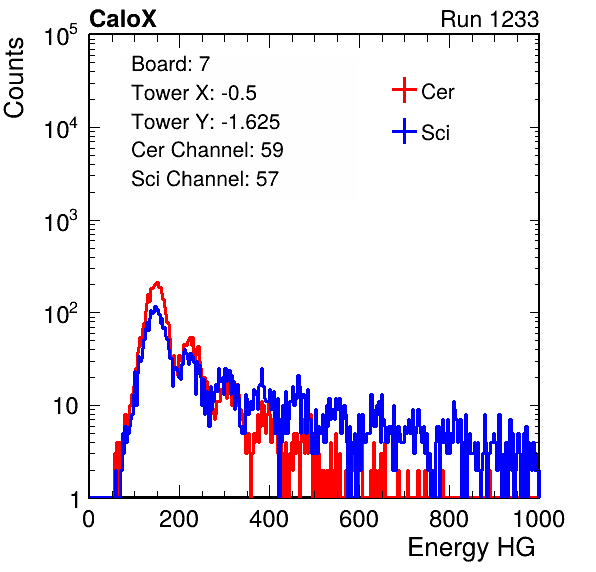 CaloX Run 1233
Counts
Board: 7
Tower X: -0.5
Tower Y: -1.625
Cer Channel: 59
Sci Channel: 57
Cer
Sci
10^5
10^4
10^3
10^2
10
1
0 200 400 600 800 1000
Energy HG